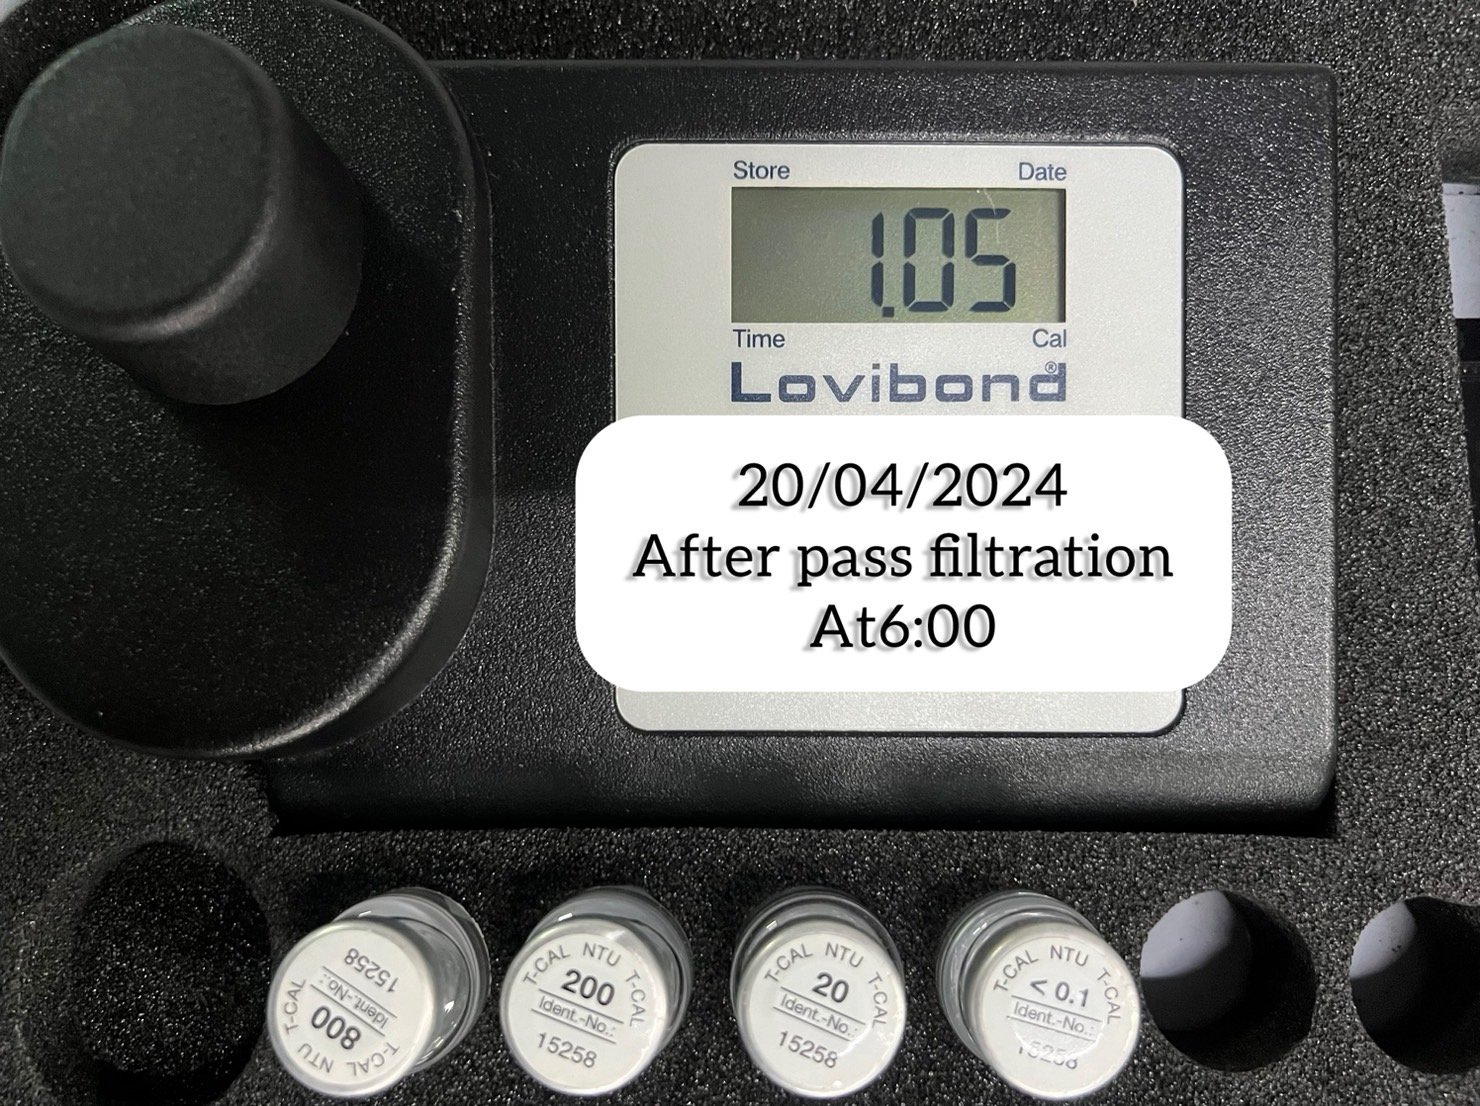 Store Date
1.05
Time Cal
Lovibond®
20/04/2024
After pass filtration
At6:00
T-CAL NTU T-CAL
800
Ident.-No.:
15258
T-CAL NTU T-CAL
200
Ident.-No.:
15258
T-CAL NTU T-CAL
20
Ident.-No.:
15258
T-CAL NTU T-CAL
< 0.1
Ident.-No.: